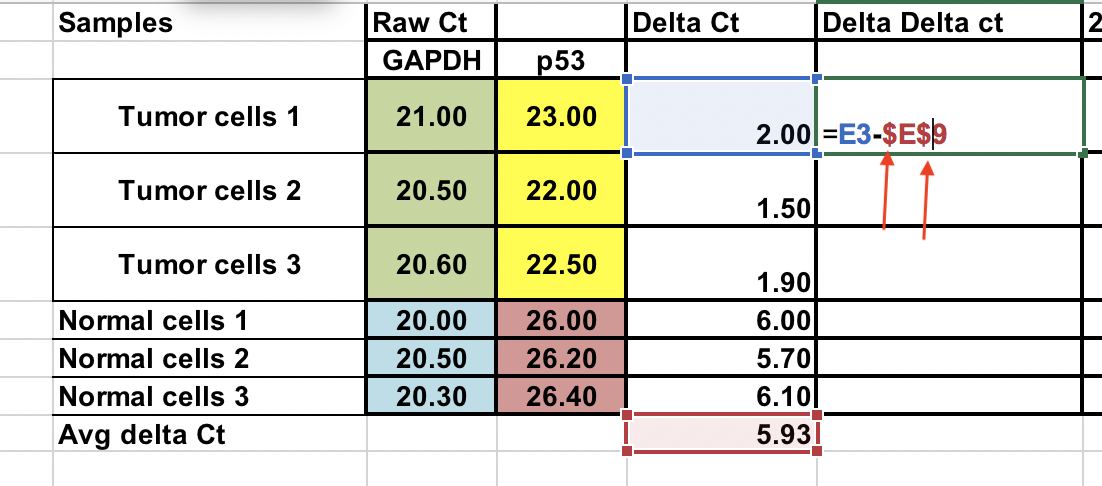 Samples Raw Ct Delta Ct Delta Delta ct 2
GAPDH p53
Tumor cells 1 21.00 23.00 2.00 =E3-$E$9
Tumor cells 2 20.50 22.00 1.50
Tumor cells 3 20.60 22.50 1.90
Normal cells 1 20.00 26.00 6.00
Normal cells 2 20.50 26.20 5.70
Normal cells 3 20.30 26.40 6.10
Avg delta Ct 5.93